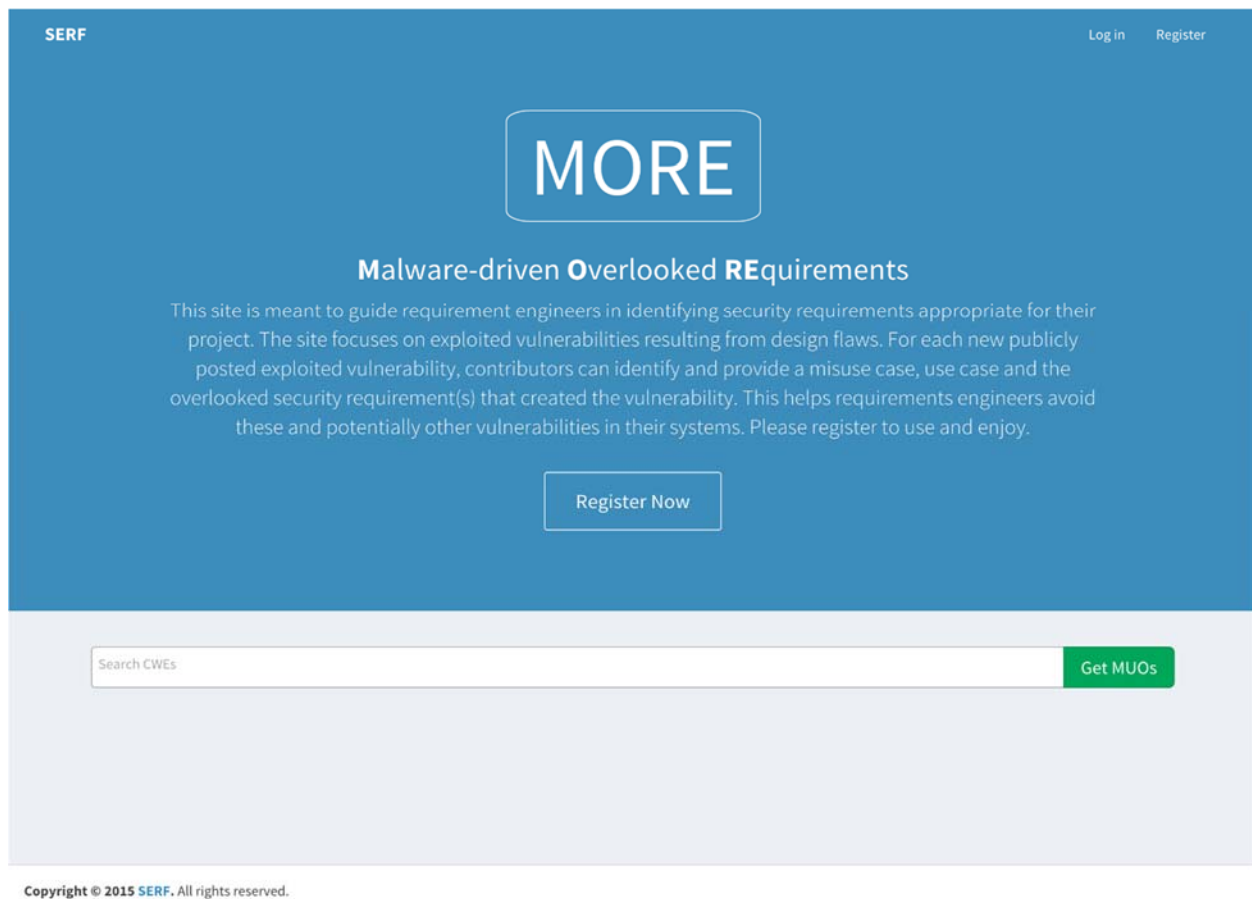 SERF
Log in
Register
MORE
Malware-driven Overlooked REquirements
This site is meant to guide requirement engineers in identifying security requirements appropriate for their
project. The site focuses on exploited vulnerabilities resulting from design flaws. For each new publicly
posted exploited vulnerability, contributors can identify and provide a misuse case, use case and the
overlooked security requirement(s) that created the vulnerability. This helps requirements engineers avoid
these and potentially other vulnerabilities in their systems. Please register to use and enjoy.
Register Now
Search CWEs
Get MUOs
Copyright © 2015 SERF. All rights reserved.